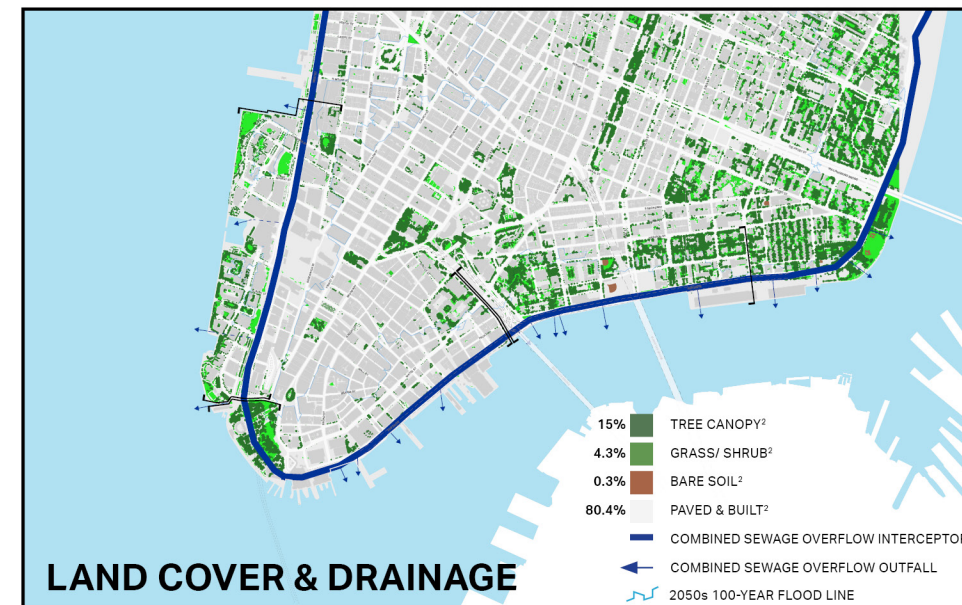 15% TREE CANOPY²
4.3% GRASS/ SHRUB²
0.3% BARE SOIL²
80.4% PAVED & BUILT²
COMBINED SEWAGE OVERFLOW INTERCEPTOR
COMBINED SEWAGE OVERFLOW OUTFALL
2050s 100-YEAR FLOOD LINE
LAND COVER & DRAINAGE